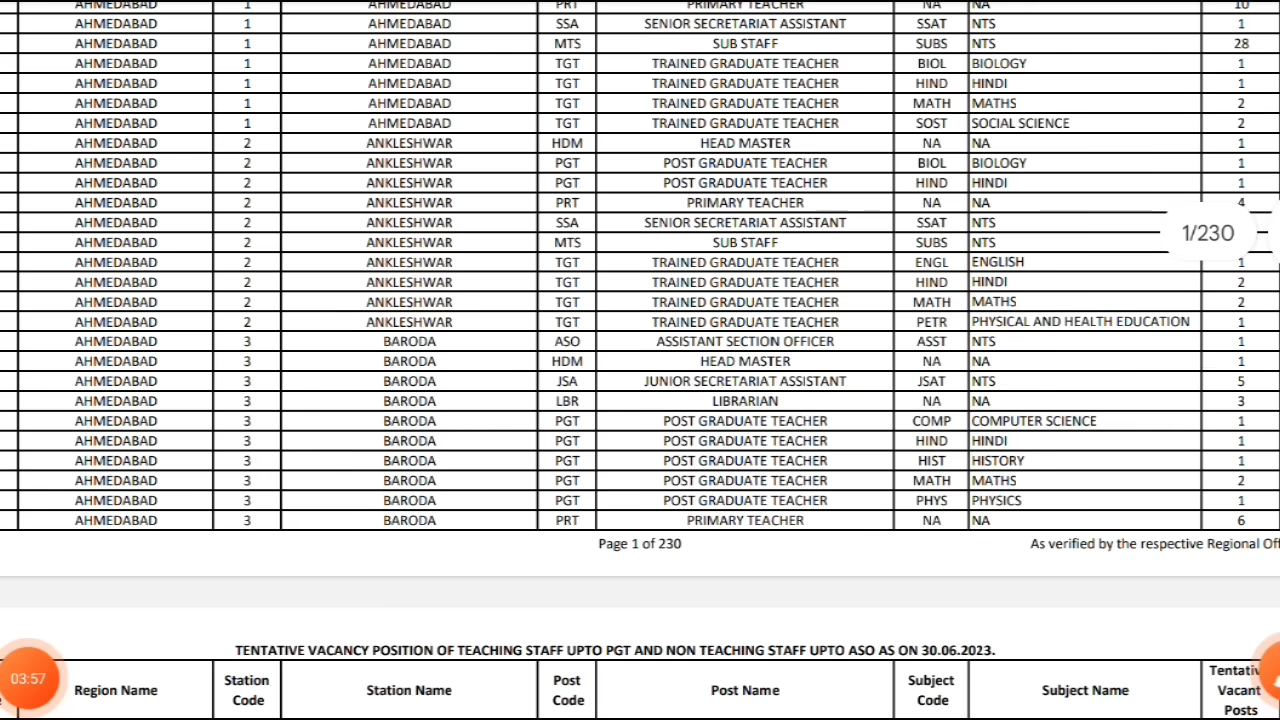 AHMEDABAD 1 AHMEDABAD PRT PRIMARY TEACHER NA NA 10
AHMEDABAD 1 AHMEDABAD SSA SENIOR SECRETARIAT ASSISTANT SSAT NTS 1
AHMEDABAD 1 AHMEDABAD MTS SUB STAFF SUBS NTS 28
AHMEDABAD 1 AHMEDABAD TGT TRAINED GRADUATE TEACHER BIOL BIOLOGY 1
AHMEDABAD 1 AHMEDABAD TGT TRAINED GRADUATE TEACHER HIND HINDI 1
AHMEDABAD 1 AHMEDABAD TGT TRAINED GRADUATE TEACHER MATH MATHS 2
AHMEDABAD 1 AHMEDABAD TGT TRAINED GRADUATE TEACHER SOST SOCIAL SCIENCE 2
AHMEDABAD 2 ANKLESHWAR HDM HEAD MASTER NA NA 1
AHMEDABAD 2 ANKLESHWAR PGT POST GRADUATE TEACHER BIOL BIOLOGY 1
AHMEDABAD 2 ANKLESHWAR PGT POST GRADUATE TEACHER HIND HINDI 1
AHMEDABAD 2 ANKLESHWAR PRT PRIMARY TEACHER NA NA 4
AHMEDABAD 2 ANKLESHWAR SSA SENIOR SECRETARIAT ASSISTANT SSAT NTS
1/230
AHMEDABAD 2 ANKLESHWAR MTS SUB STAFF SUBS NTS
AHMEDABAD 2 ANKLESHWAR TGT TRAINED GRADUATE TEACHER ENGL ENGLISH 1
AHMEDABAD 2 ANKLESHWAR TGT TRAINED GRADUATE TEACHER HIND HINDI 2
AHMEDABAD 2 ANKLESHWAR TGT TRAINED GRADUATE TEACHER MATH MATHS 2
AHMEDABAD 2 ANKLESHWAR TGT TRAINED GRADUATE TEACHER PETR PHYSICAL AND HEALTH EDUCATION 1
AHMEDABAD 3 BARODA ASO ASSISTANT SECTION OFFICER ASST NTS 1
AHMEDABAD 3 BARODA HDM HEAD MASTER NA NA 1
AHMEDABAD 3 BARODA JSA JUNIOR SECRETARIAT ASSISTANT JSAT NTS 5
AHMEDABAD 3 BARODA LBR LIBRARIAN NA NA 3
AHMEDABAD 3 BARODA PGT POST GRADUATE TEACHER COMP COMPUTER SCIENCE 1
AHMEDABAD 3 BARODA PGT POST GRADUATE TEACHER HIND HINDI 1
AHMEDABAD 3 BARODA PGT POST GRADUATE TEACHER HIST HISTORY 1
AHMEDABAD 3 BARODA PGT POST GRADUATE TEACHER MATH MATHS 2
AHMEDABAD 3 BARODA PGT POST GRADUATE TEACHER PHYS PHYSICS 1
AHMEDABAD 3 BARODA PRT PRIMARY TEACHER NA NA 6
Page 1 of 230 As verified by the respective Regional Off
TENTATIVE VACANCY POSITION OF TEACHING STAFF UPTO PGT AND NON TEACHING STAFF UPTO ASO AS ON 30.06.2023.
03:57
Region Name Station Code Station Name Post Code Post Name Subject Code Subject Name Tentativ Vacant Posts